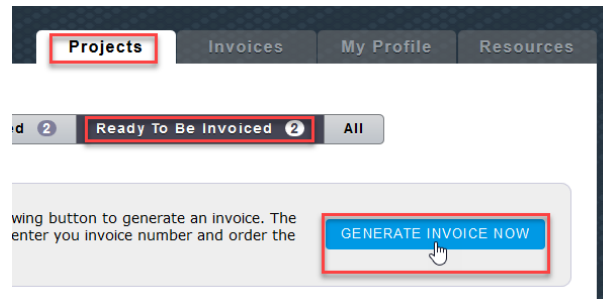 Projects Invoices My Profile Resources
ed 2 Ready To Be Invoiced 2 All
wing button to generate an invoice. The
enter you invoice number and order the
GENERATE INVOICE NOW